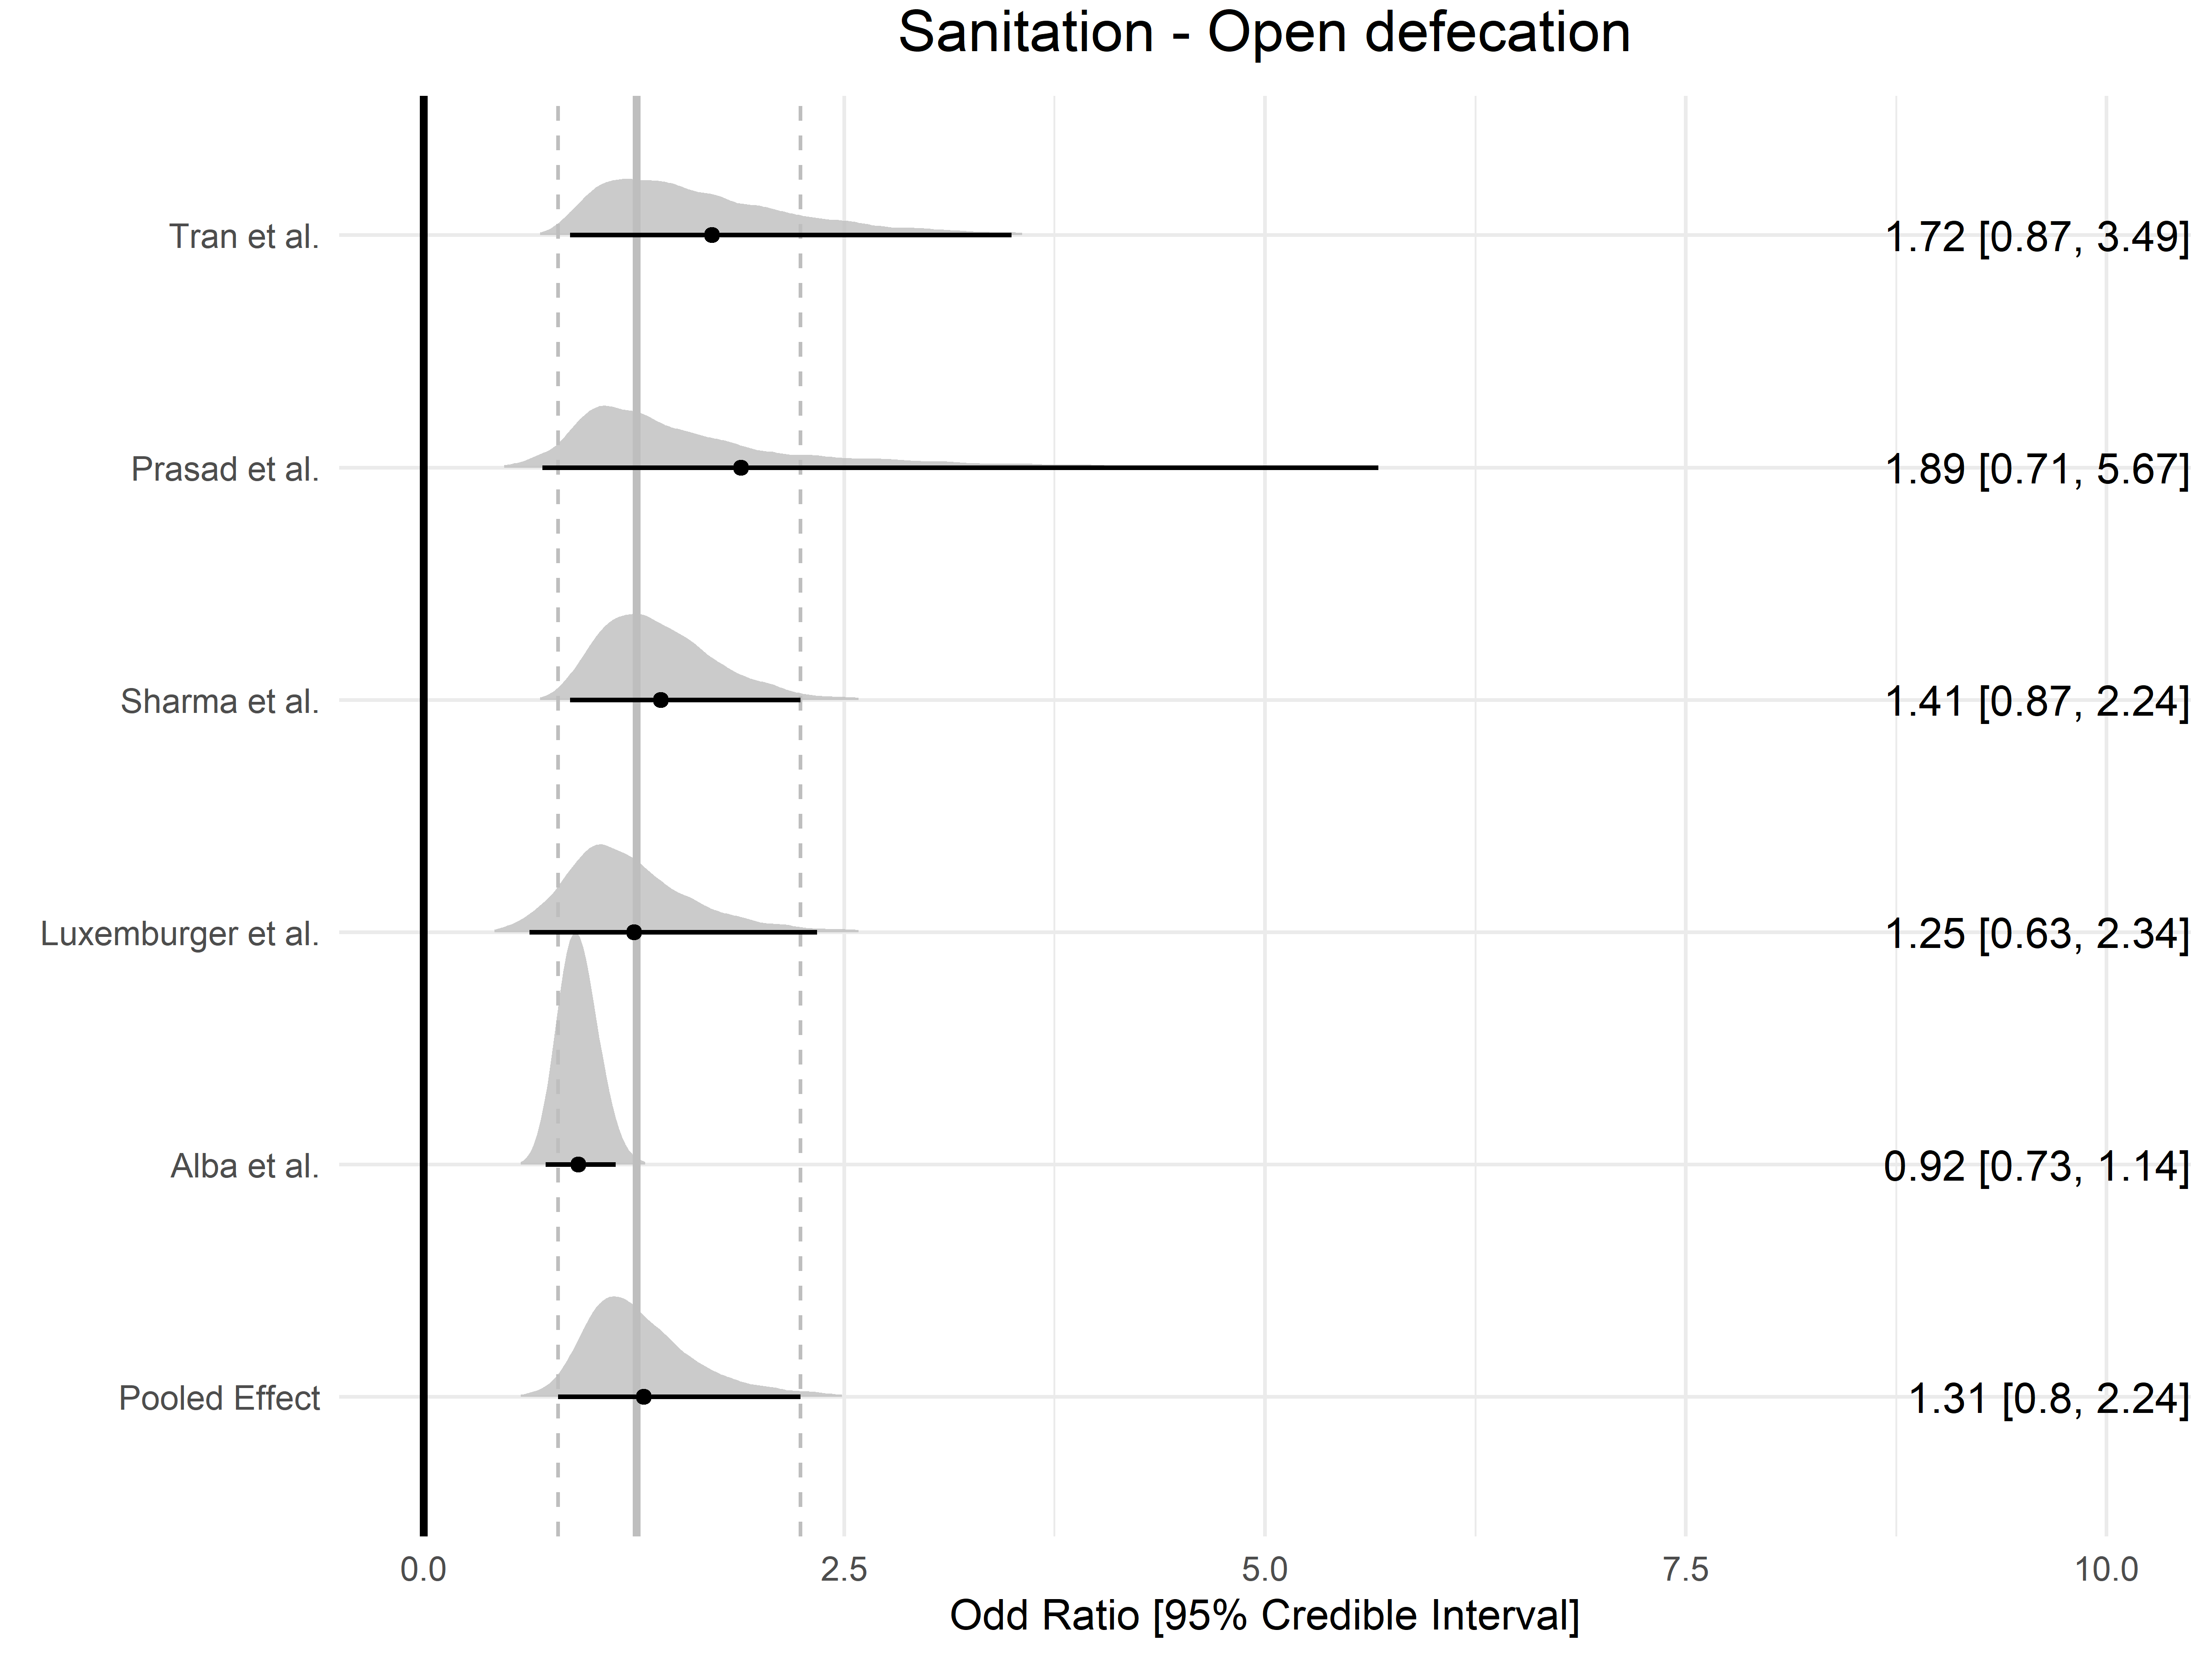 Sanitation - Open defecation
Tran et al. 1.72 [0.87, 3.49]
Prasad et al. 1.89 [0.71, 5.67]
Sharma et al. 1.41 [0.87, 2.24]
Luxemburger et al. 1.25 [0.63, 2.34]
Alba et al. 0.92 [0.73, 1.14]
Pooled Effect 1.31 [0.8, 2.24]
0.0 2.5 5.0 7.5 10.0
Odd Ratio [95% Credible Interval]